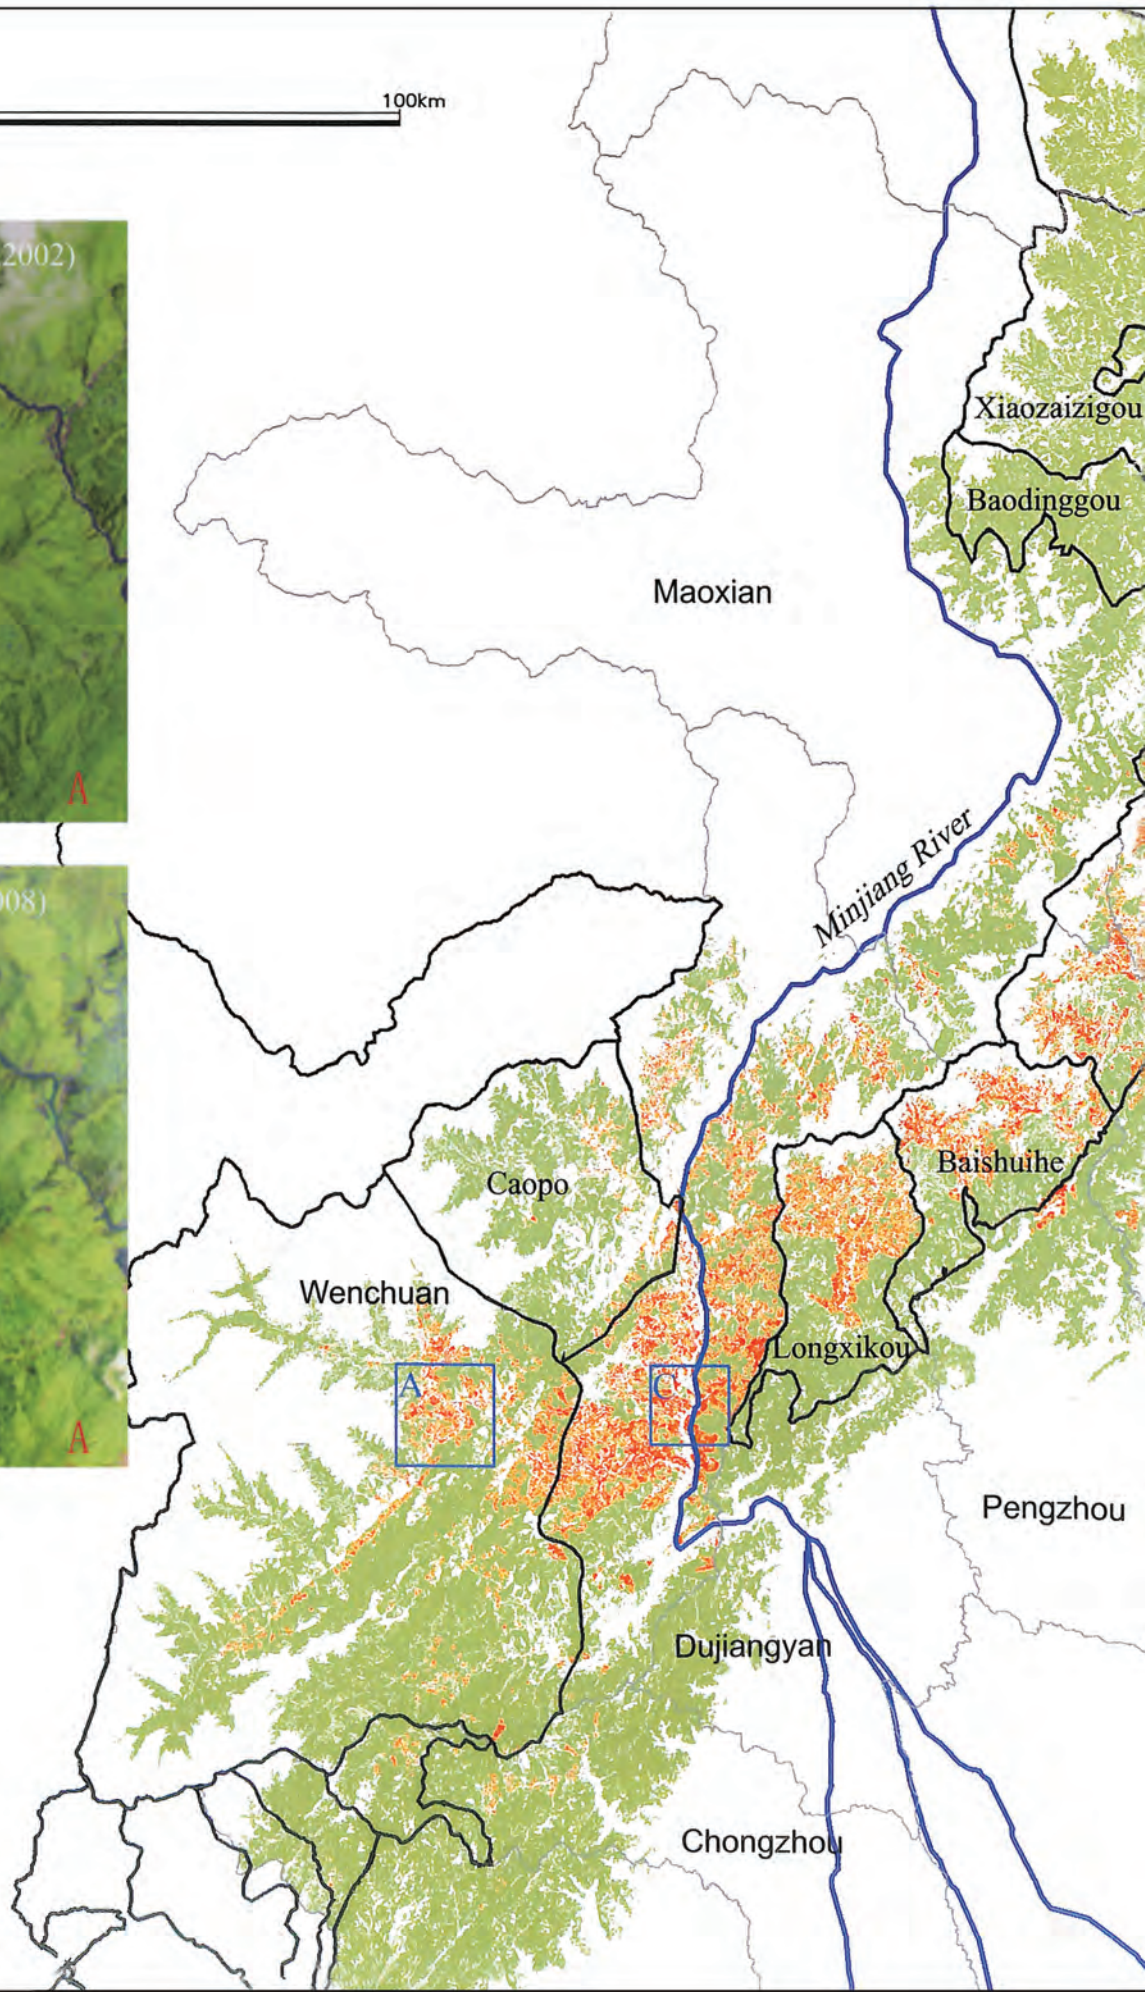 100km
2002)
A
008)
A
Xiaozaizigou
Baodinggou
Maoxian
Minjiang River
Caopo
Baishuihe
Wenchuan
Longxikou
A
C
Pengzhou
Dujiangyan
Chongzhou